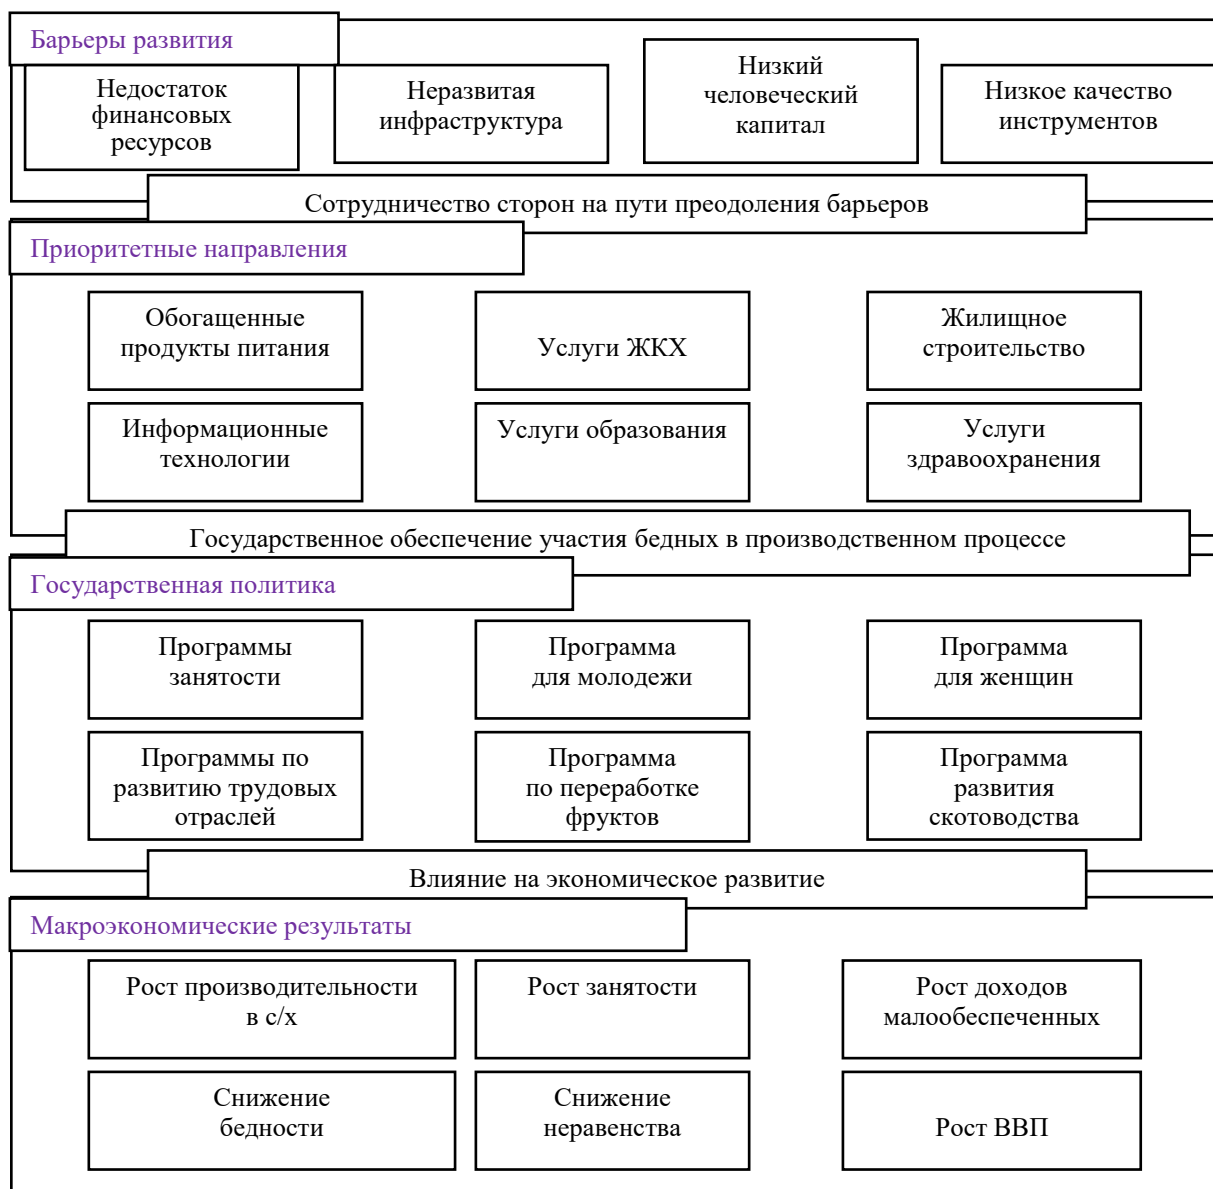 Барьеры развития
Недостаток
финансовых
ресурсов
Неразвитая
инфраструктура
Низкий
человеческий
капитал
Низкое качество
инструментов
Сотрудничество сторон на пути преодоления барьеров
Приоритетные направления
Обогащенные
продукты питания
Услуги ЖКХ
Жилищное
строительство
Информационные
технологии
Услуги образования
Услуги
здравоохранения
Государственное обеспечение участия бедных в производственном процессе
Государственная политика
Программы
занятости
Программа
для молодежи
Программа
для женщин
Программы по
развитию трудовых
отраслей
Программа
по переработке
фруктов
Программа
развития
скотоводства
Влияние на экономическое развитие
Макроэкономические результаты
Рост производительности
в с/х
Рост занятости
Рост доходов
малообеспеченных
Снижение
бедности
Снижение
неравенства
Рост ВВП